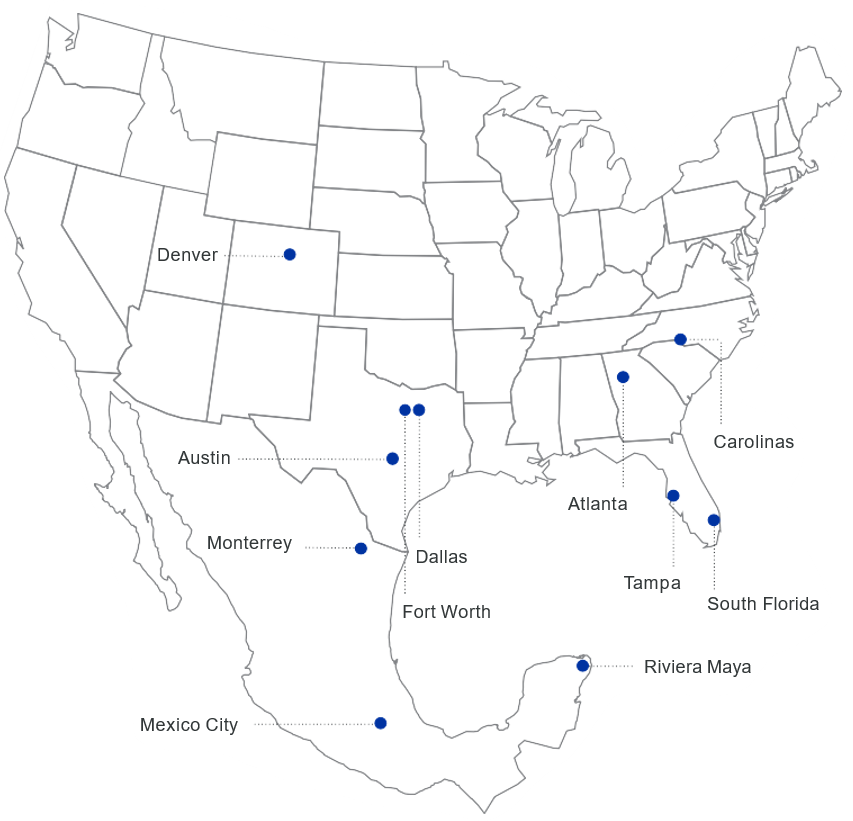 Denver
Carolinas
Austin
Atlanta
Monterrey
Dallas
Tampa
South Florida
Fort Worth
Riviera Maya
Mexico City